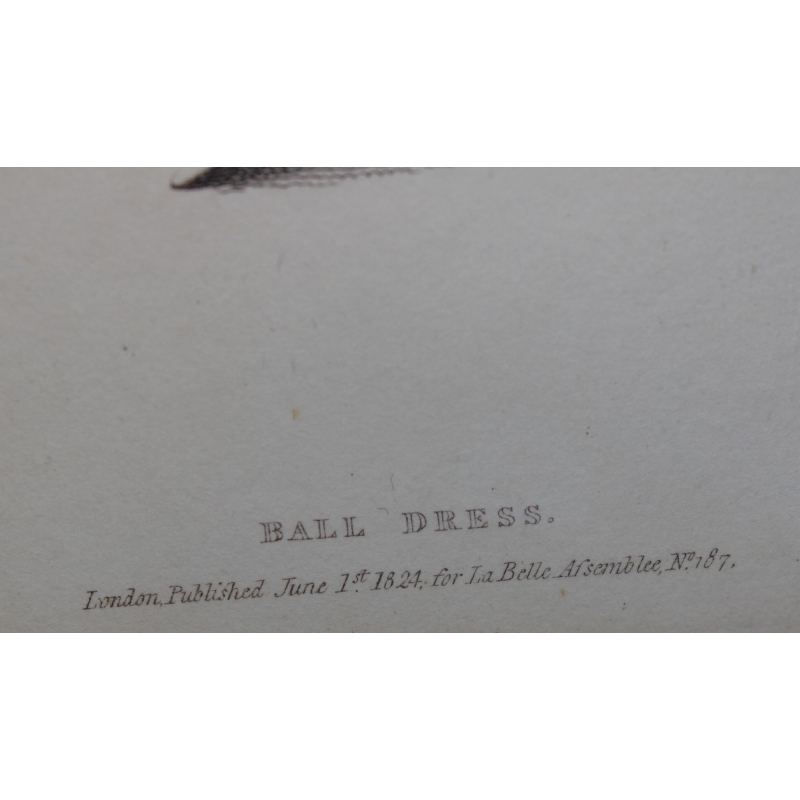 BALL DRESS.
London, Published June 1st. 1824, for La Belle Aſsemblee, No. 187.